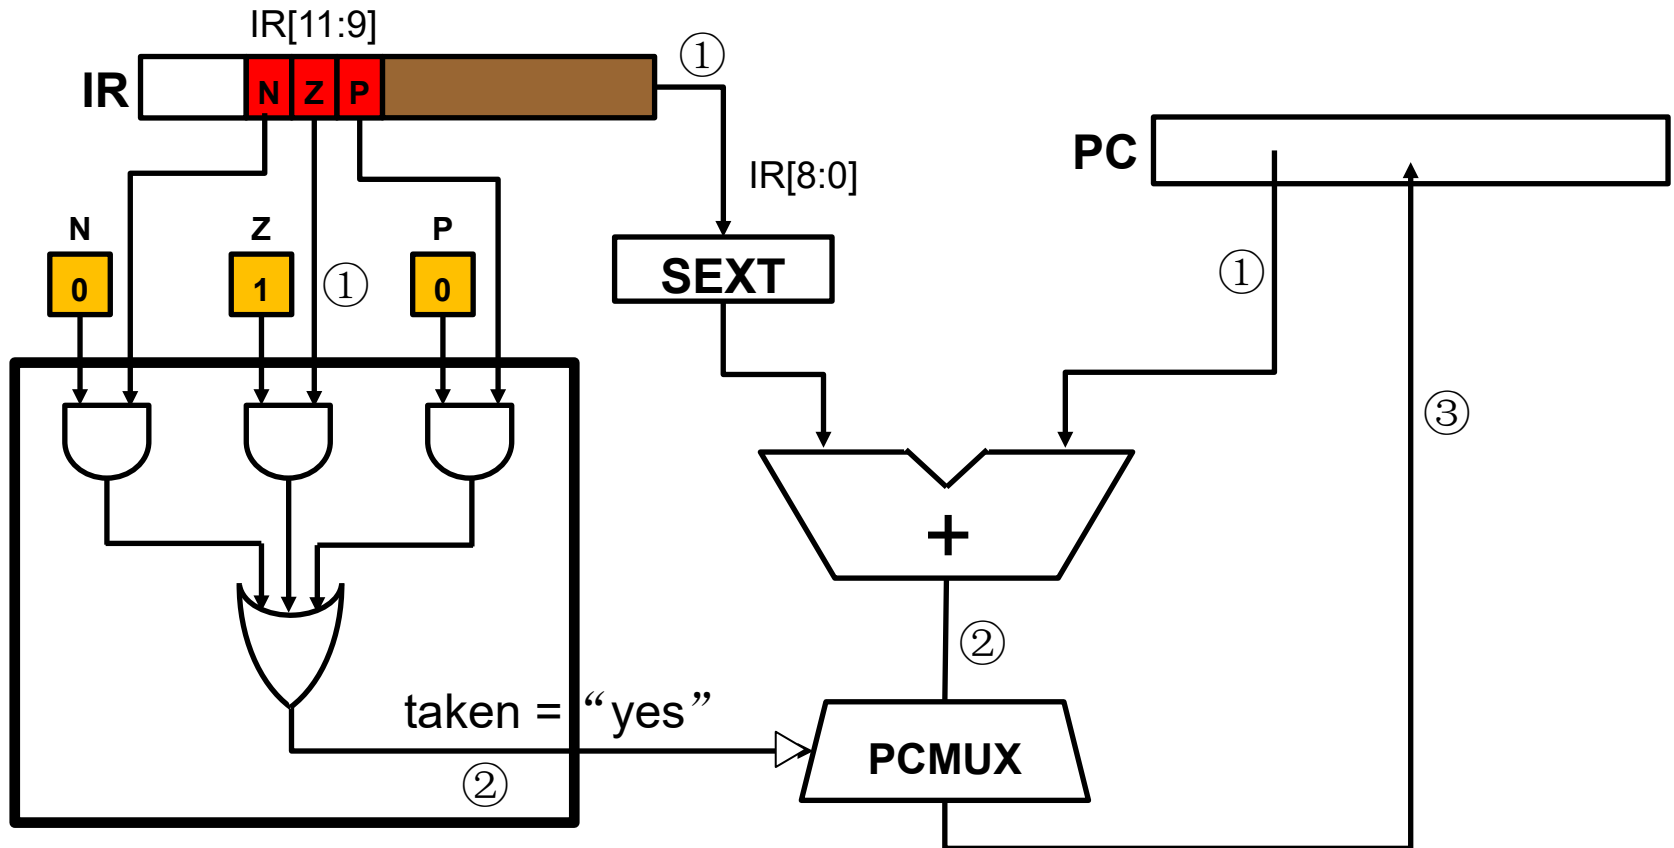 IR[11:9]
①
IR
N Z P
PC
IR[8:0]
N Z P
0 1 0
①
SEXT
①
③
+
②
taken = “yes”
PCMUX
②